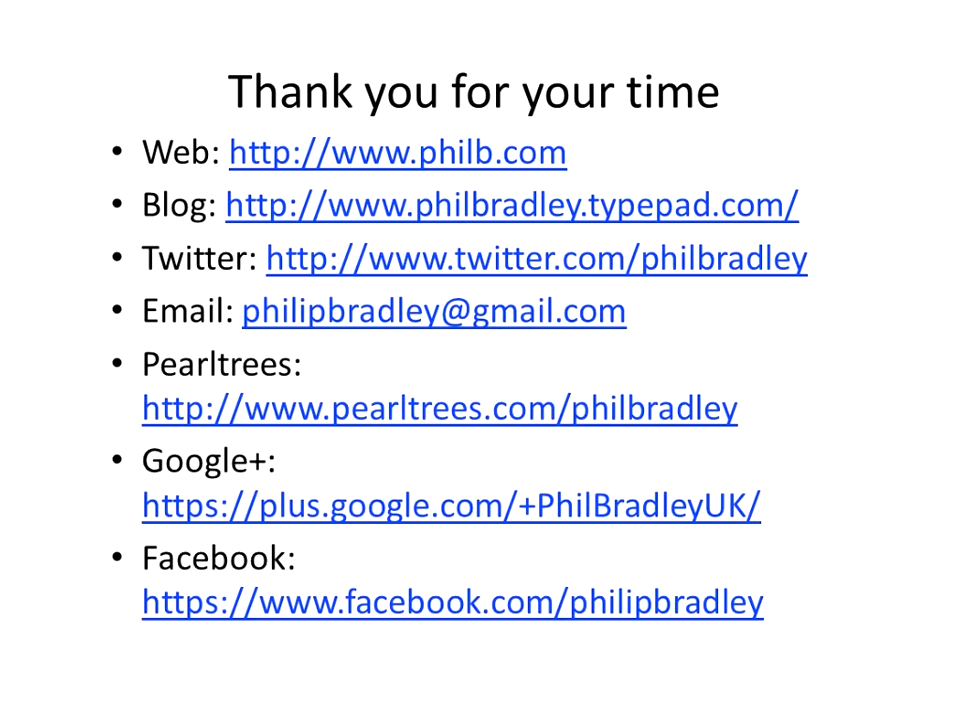 Thank you for your time
• Web: http://www.philb.com
• Blog: http://www.philbradley.typepad.com/
• Twitter: http://www.twitter.com/philbradley
• Email: philipbradley@gmail.com
• Pearltrees:
http://www.pearltrees.com/philbradley
• Google+:
https://plus.google.com/+PhilBradleyUK/
• Facebook:
https://www.facebook.com/philipbradley